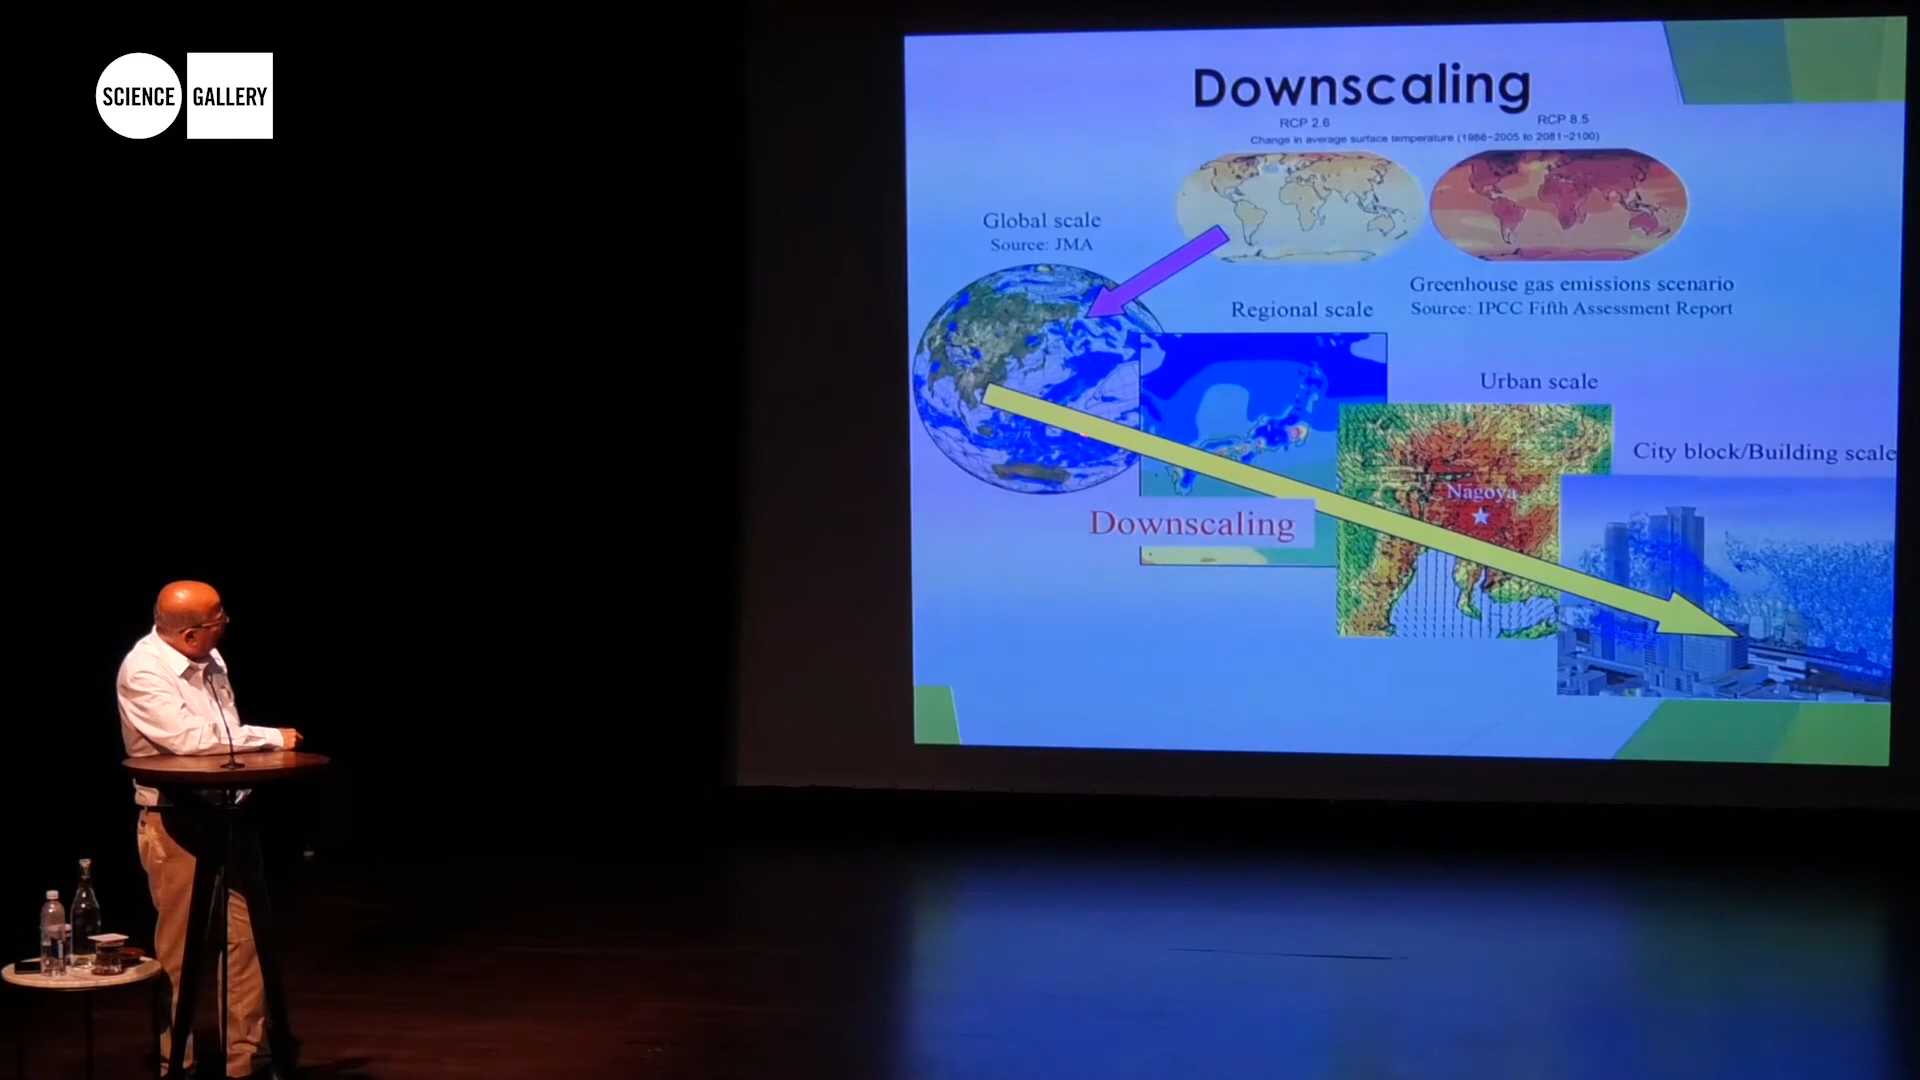 SCIENCE GALLERY
Downscaling
RCP 2.6
RCP 8.5
Change in average surface temperature (1986–2005 to 2081–2100)
Global scale
Source: JMA
Greenhouse gas emissions scenario
Source: IPCC Fifth Assessment Report
Regional scale
Urban scale
City block/Building scale
Nagoya
Downscaling